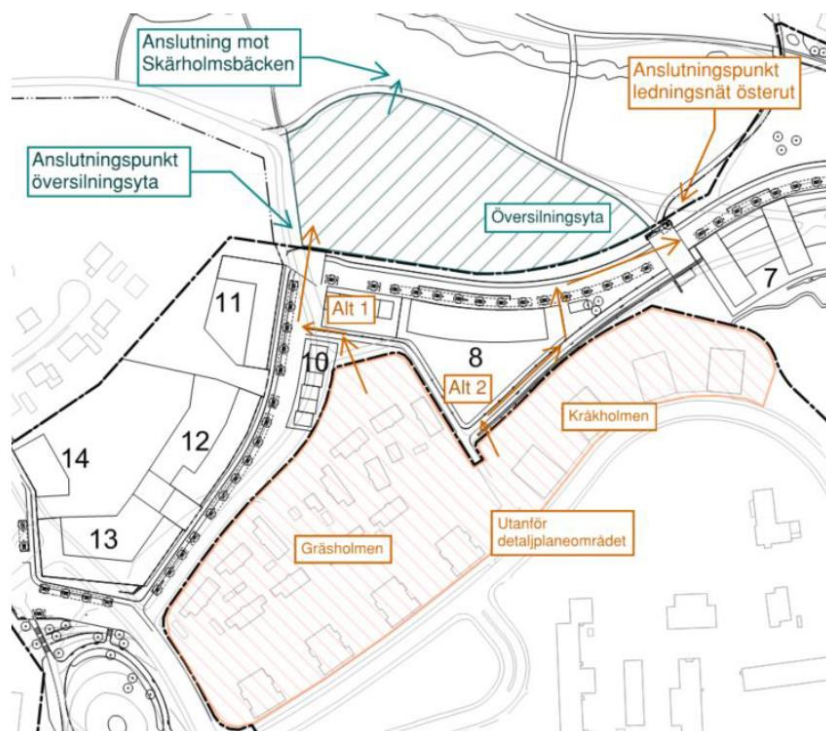 Anslutning mot
Skärholmsbäcken
Anslutningspunkt
ledningsnät österut
Anslutningspunkt
översilningsyta
Översilningsyta
7
11
Alt 1
10
8
Alt 2
Kråkholmen
12
14
13
Gräsholmen
Utanför
detaljplaneområdet